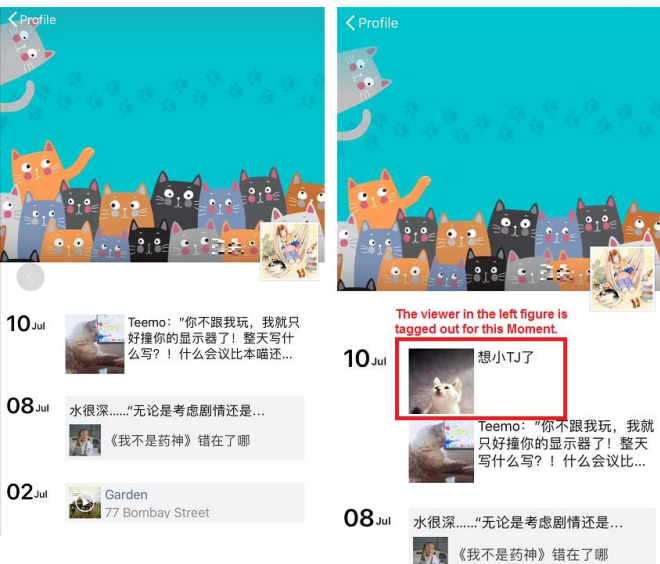 Profile
10 Jul
Teemo："你不跟我玩，我就只
好撞你的显示器了！整天写什
么写？！什么会议比本喵还...
08 Jul
水很深......"无论是考虑剧情还是...
《我不是药神》错在了哪
02 Jul
Garden
77 Bombay Street
Profile
The viewer in the left figure is
tagged out for this Moment.
10 Jul
想小TJ了
Teemo："你不跟我玩，我就
只好撞你的显示器了！整天
写什么写？！什么会议比...
08 Jul
水很深......"无论是考虑剧情还是...
《我不是药神》错在了哪